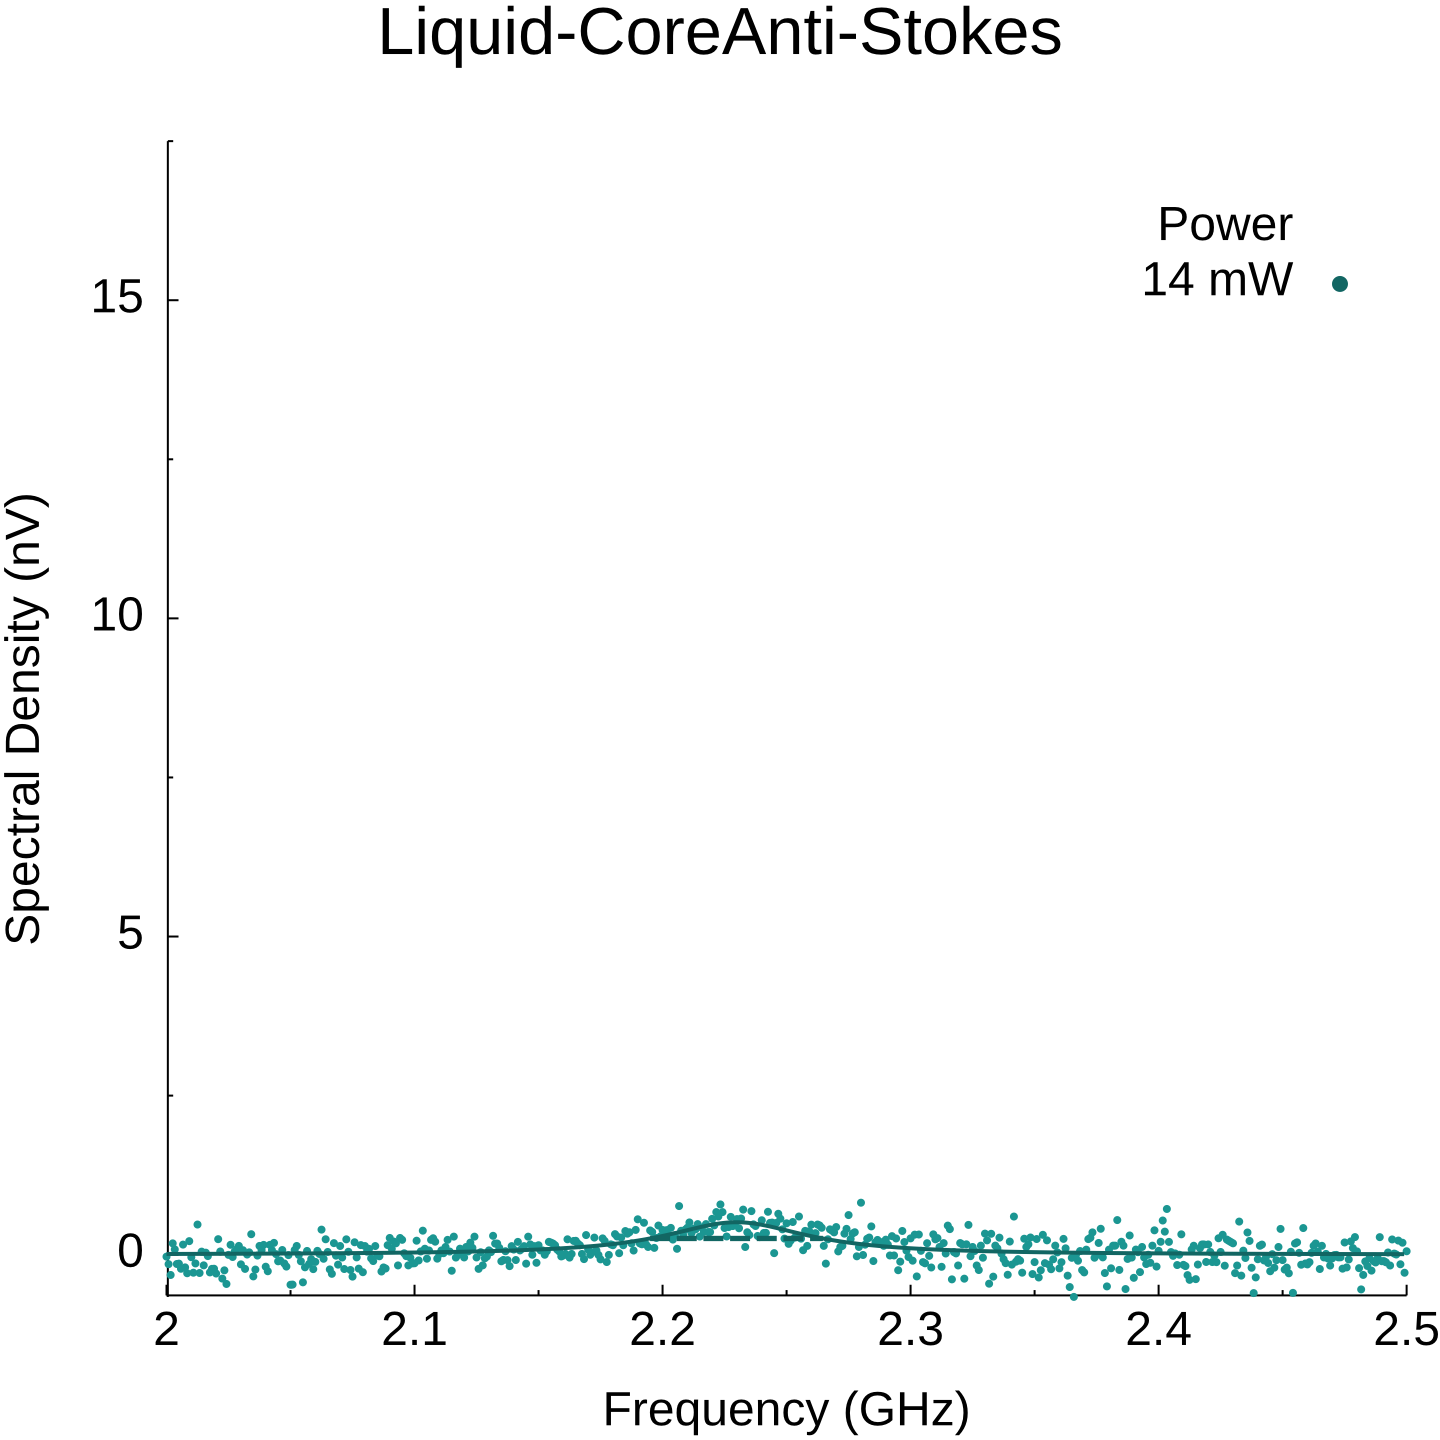 Liquid-CoreAnti-Stokes
Power
14 mW
Spectral Density (nV)
15
10
5
0
2
2.1
2.2
2.3
2.4
2.5
Frequency (GHz)